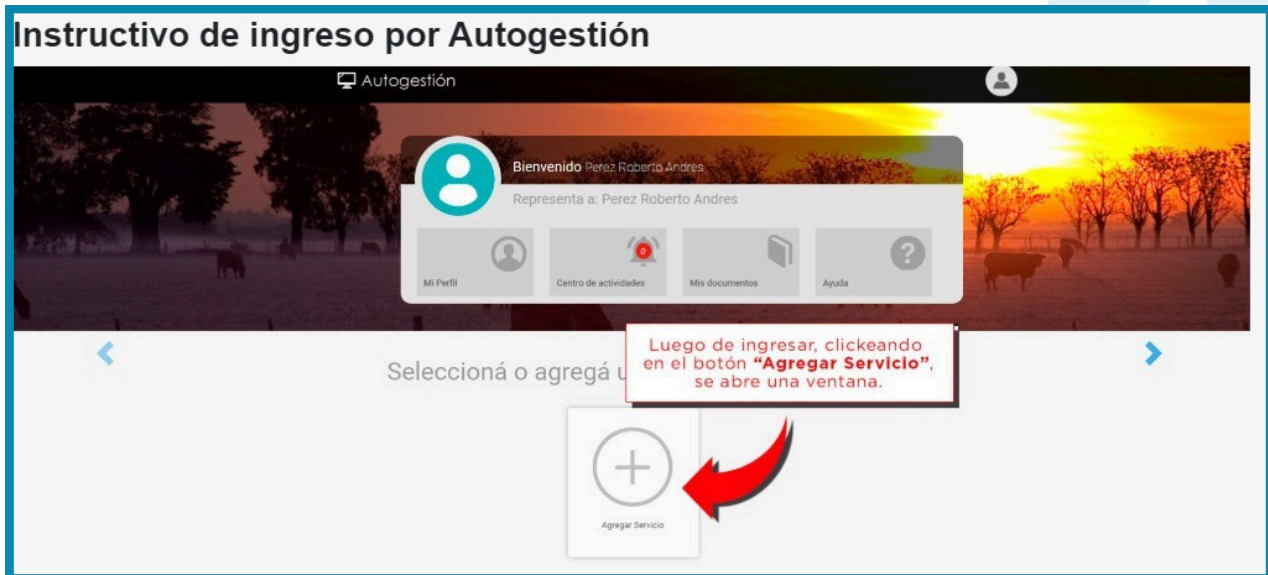 Instructivo de ingreso por Autogestión
Autogestión
Bienvenido Perez Roberto Andres
Representa a: Perez Roberto Andres
Mi Perfil
Centro de actividades
Mis documentos
Ayuda
Seleccioná o agregá
Luego de ingresar, clickeando
en el botón “Agregar Servicio”,
se abre una ventana.
Agregar Servicio